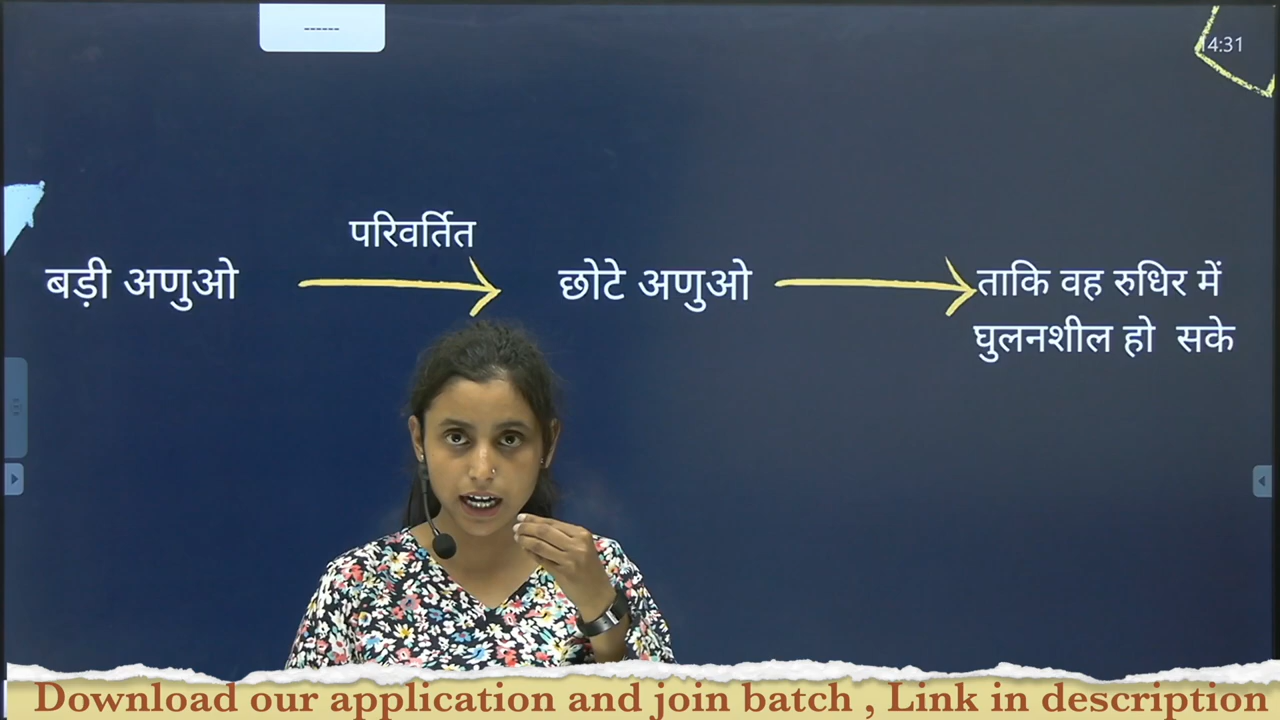 ------
4:31
परिवर्तित
बड़ी अणुओ
छोटे अणुओ
ताकि वह रुधिर में
घुलनशील हो सके
Download our application and join batch , Link in description